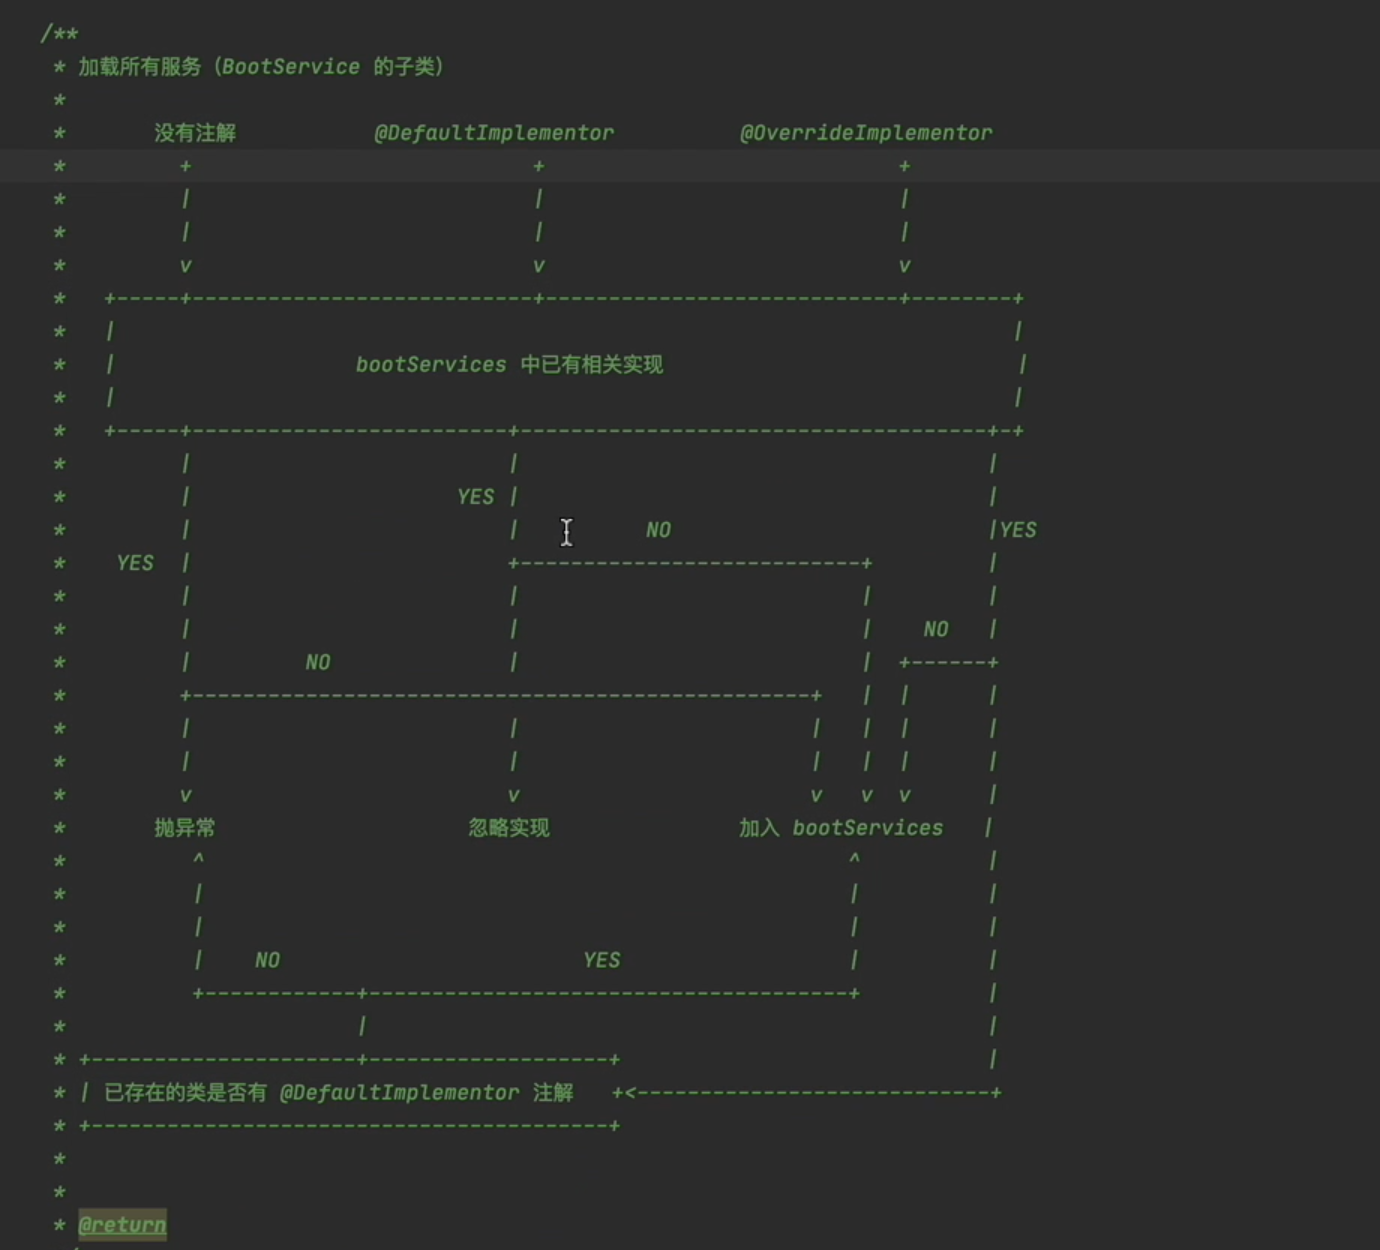 /**
 * 加载所有服务（BootService 的子类）
 *
 *       没有注解           @DefaultImplementor          @OverrideImplementor
 *         +                           +                            +
 *         |                           |                            |
 *         |                           |                            |
 *         v                           v                            v
 *   +-----+---------------------------+----------------------------+--------+
 *   |                                                                       |
 *   |                   bootServices 中已有相关实现                            |
 *   |                                                                       |
 *   +-----+-------------------------+-------------------------------------+-+
 *         |                         |                                     |
 *         |                     YES |                                     |
 *         |                         |          NO                         |YES
 *    YES  |                         +---------------------------+         |
 *         |                         |                           |         |
 *         |                         |                           |    NO   |
 *         |         NO              |                           |  +------+
 *         +-------------------------------------------------+   |  |      |
 *         |                         |                       |   |  |      |
 *         |                         |                       |   |  |      |
 *         v                         v                       v   v  v      |
 *       抛异常                    忽略实现               加入 bootServices   |
 *          ^                                                   ^          |
 *          |                                                   |          |
 *          |                                                   |          |
 *          |    NO                       YES                   |          |
 *          +------------+--------------------------------------+          |
 *                       |                                                 |
 * +---------------------+-------------------+                             |
 * | 已存在的类是否有 @DefaultImplementor 注解   +<----------------------------+
 * +-----------------------------------------+
 *
 *
 * @return